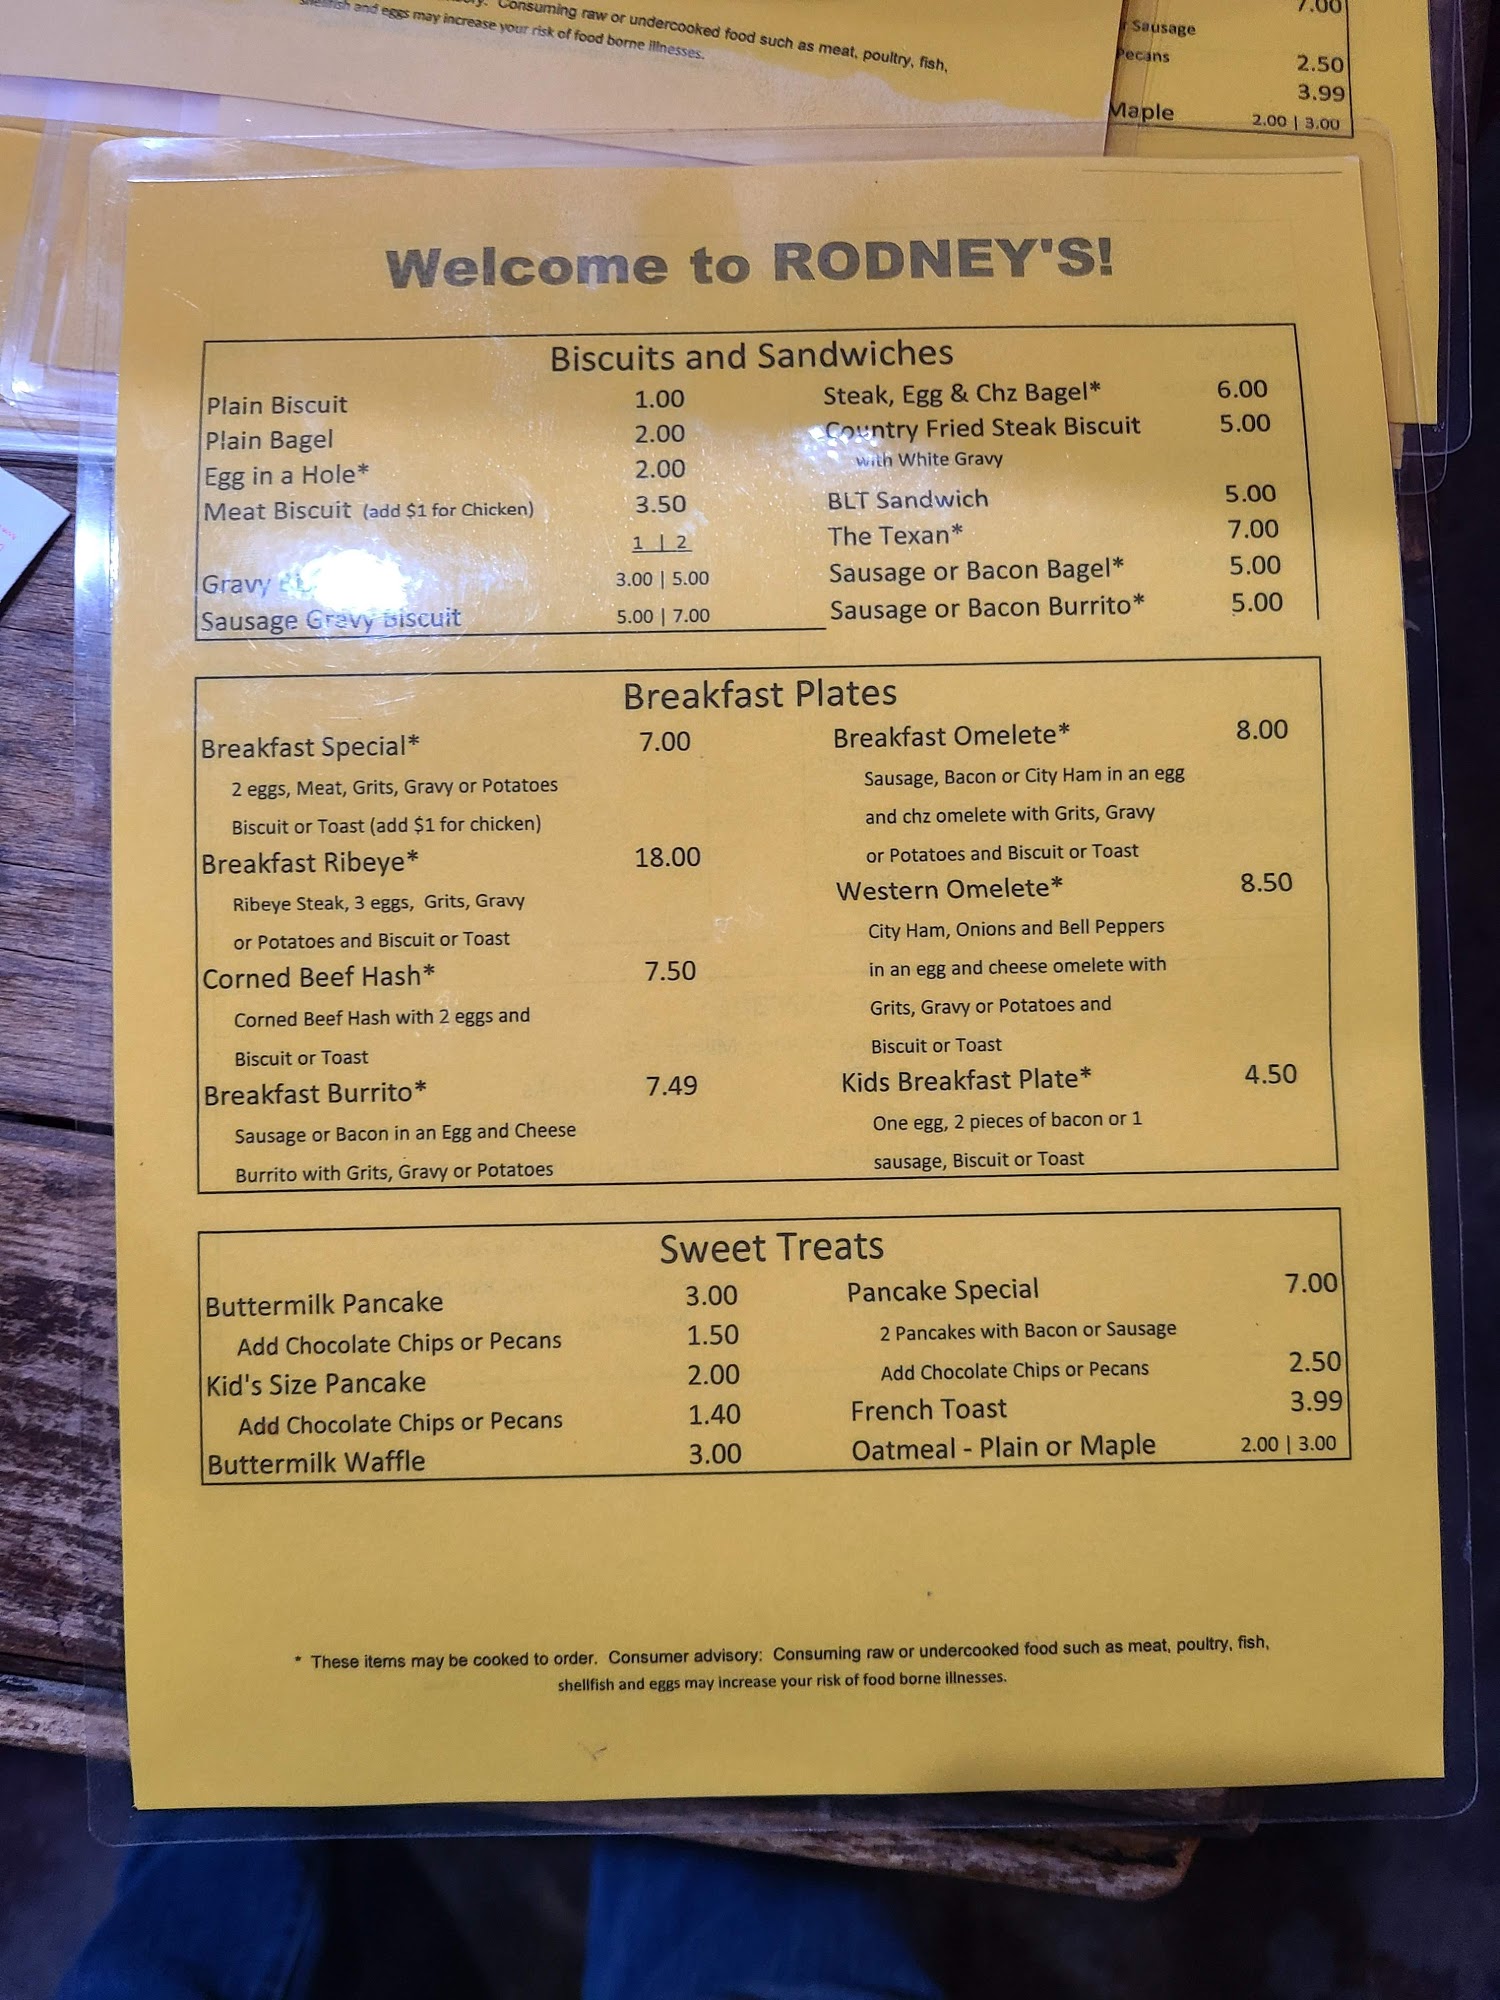 Consuming raw or undercooked food such as meat, poultry, fish,
shellfish and eggs may increase your risk of food borne illnesses.
7.00
Sausage
Pecans 2.50
3.99
Maple 2.00 | 3.00
Welcome to RODNEY'S!
Biscuits and Sandwiches
Plain Biscuit 1.00
Plain Bagel 2.00
Egg in a Hole* 2.00
Meat Biscuit (add $1 for Chicken) 3.50
1 | 2
Gravy 3.00 | 5.00
Sausage Gravy Biscuit 5.00 | 7.00
Steak, Egg & Chz Bagel* 6.00
Country Fried Steak Biscuit 5.00
with White Gravy
BLT Sandwich 5.00
The Texan* 7.00
Sausage or Bacon Bagel* 5.00
Sausage or Bacon Burrito* 5.00
Breakfast Plates
Breakfast Special* 7.00
2 eggs, Meat, Grits, Gravy or Potatoes
Biscuit or Toast (add $1 for chicken)
Breakfast Ribeye* 18.00
Ribeye Steak, 3 eggs, Grits, Gravy
or Potatoes and Biscuit or Toast
Corned Beef Hash* 7.50
Corned Beef Hash with 2 eggs and
Biscuit or Toast
Breakfast Burrito* 7.49
Sausage or Bacon in an Egg and Cheese
Burrito with Grits, Gravy or Potatoes
Breakfast Omelete* 8.00
Sausage, Bacon or City Ham in an egg
and chz omelete with Grits, Gravy
or Potatoes and Biscuit or Toast
Western Omelete* 8.50
City Ham, Onions and Bell Peppers
in an egg and cheese omelete with
Grits, Gravy or Potatoes and
Biscuit or Toast
Kids Breakfast Plate* 4.50
One egg, 2 pieces of bacon or 1
sausage, Biscuit or Toast
Sweet Treats
Buttermilk Pancake 3.00
Add Chocolate Chips or Pecans 1.50
Kid's Size Pancake 2.00
Add Chocolate Chips or Pecans 1.40
Buttermilk Waffle 3.00
Pancake Special 7.00
2 Pancakes with Bacon or Sausage
Add Chocolate Chips or Pecans 2.50
French Toast 3.99
Oatmeal - Plain or Maple 2.00 | 3.00
* These items may be cooked to order. Consumer advisory: Consuming raw or undercooked food such as meat, poultry, fish,
shellfish and eggs may increase your risk of food borne illnesses.